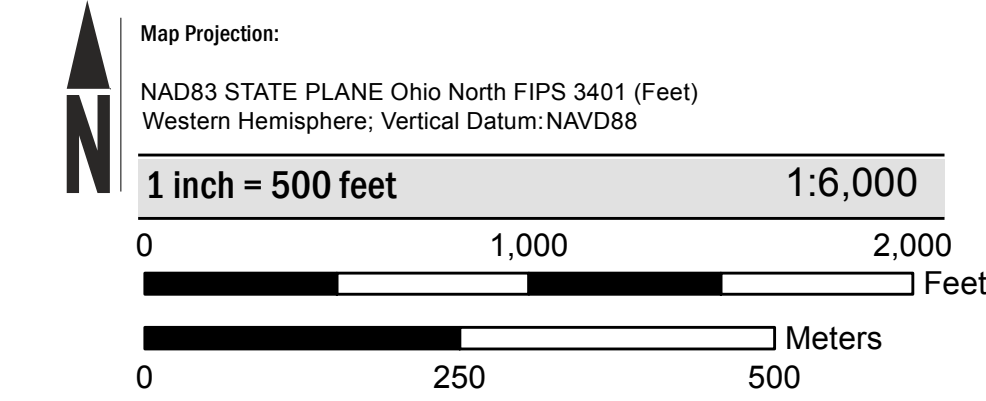 Map Projection:
NAD83 STATE PLANE Ohio North FIPS 3401 (Feet)
Western Hemisphere; Vertical Datum: NAVD88
N
1 inch = 500 feet 1:6,000
0 1,000 2,000
Feet
Meters
0 250 500